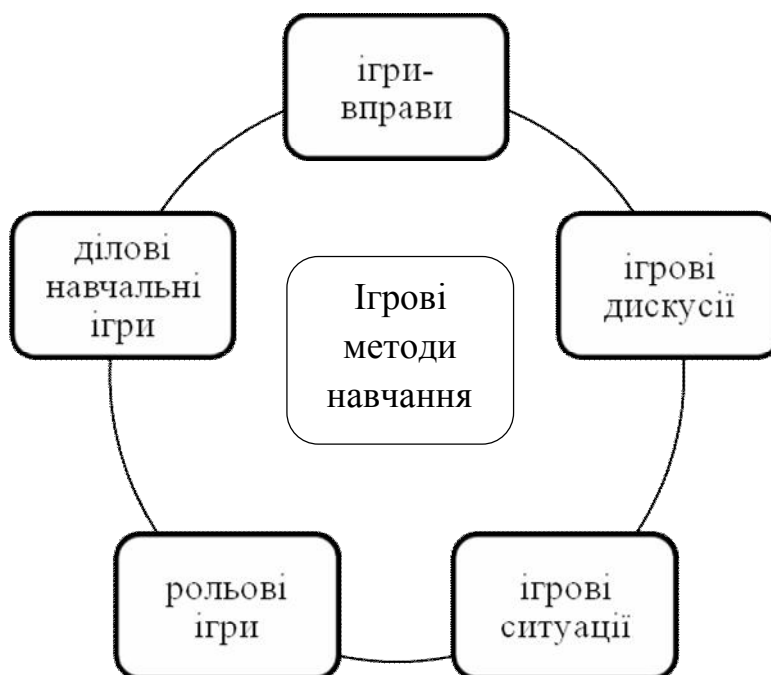 ігри-
вправи
ділові
навчальні
ігри
Ігрові
методи
навчання
ігрові
дискусії
рольові
ігри
ігрові
ситуації